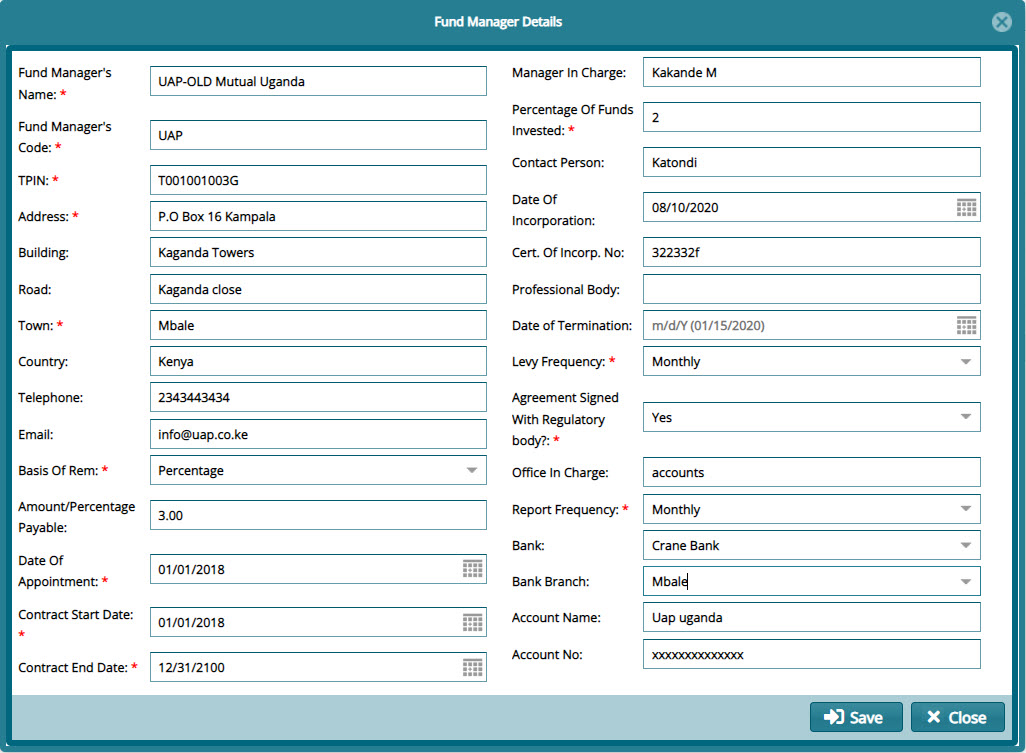 Fund Manager Details
Fund Manager's
Name: *
UAP-OLD Mutual Uganda
Fund Manager's
Code: *
UAP
TPIN: *
T001001003G
Address: *
P.O Box 16 Kampala
Building:
Kaganda Towers
Road:
Kaganda close
Town: *
Mbale
Country:
Kenya
Telephone:
2343443434
Email:
info@uap.co.ke
Basis Of Rem: *
Percentage
Amount/Percentage
Payable:
3.00
Date Of
Appointment: *
01/01/2018
Contract Start Date:
*
01/01/2018
Contract End Date: *
12/31/2100
Manager In Charge:
Kakande M
Percentage Of Funds
Invested: *
2
Contact Person:
Katondi
Date Of
Incorporation:
08/10/2020
Cert. Of Incorp. No:
322332f
Professional Body:
Date of Termination:
m/d/Y (01/15/2020)
Levy Frequency: *
Monthly
Agreement Signed
With Regulatory
body?: *
Yes
Office In Charge:
accounts
Report Frequency: *
Monthly
Bank:
Crane Bank
Bank Branch:
Mbale
Account Name:
Uap uganda
Account No:
xxxxxxxxxxxxxx
Save
Close